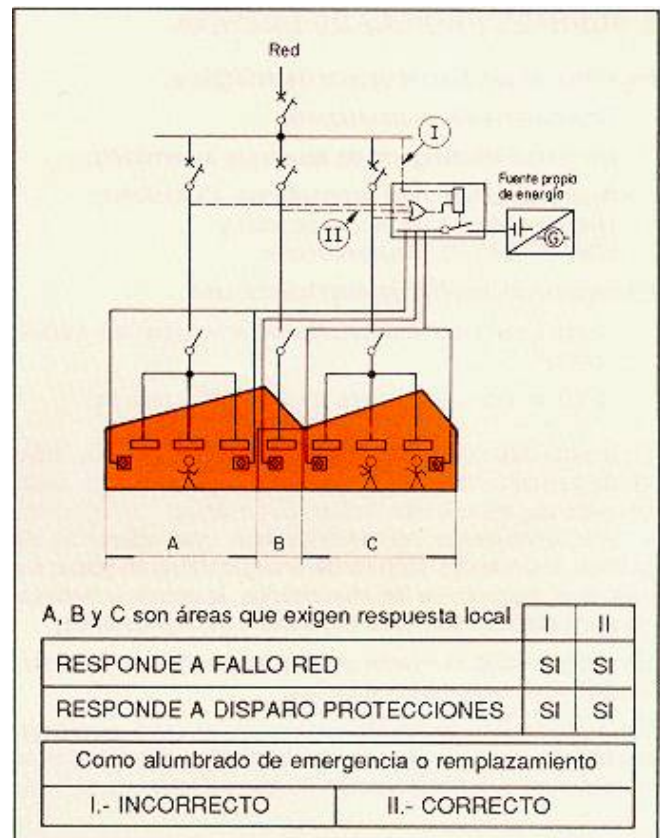 Red
I
Fuente propia
de energía
II
G
A
B
C
A, B y C son áreas que exigen respuesta local
I
II
RESPONDE A FALLO RED
SI
SI
RESPONDE A DISPARO PROTECCIONES
SI
SI
Como alumbrado de emergencia o remplazamiento
I.- INCORRECTO
II.- CORRECTO